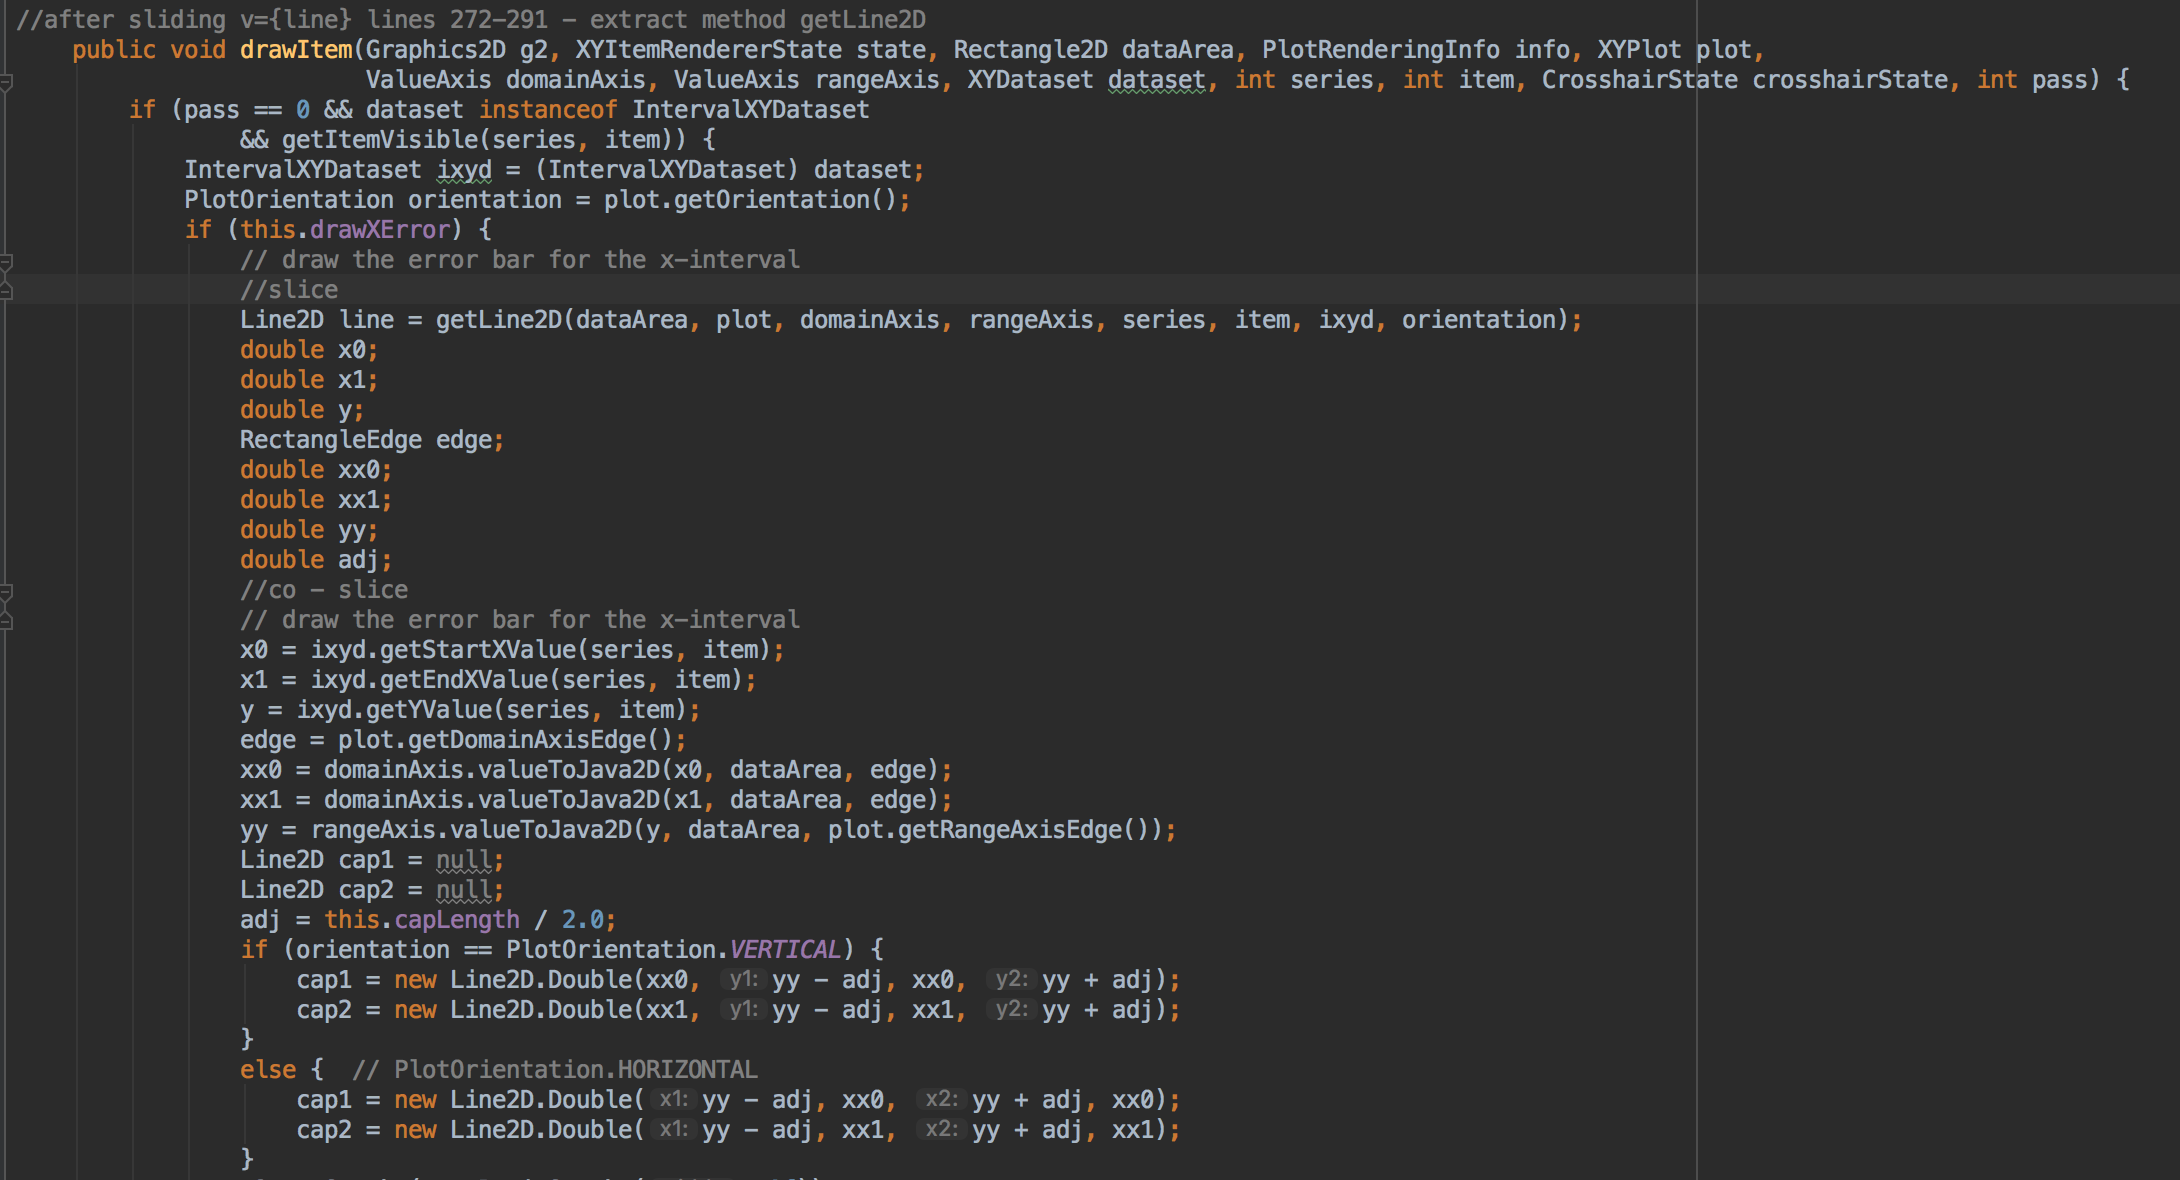 //after sliding v={line} lines 272-291 - extract method getLine2D
public void drawItem(Graphics2D g2, XYItemRendererState state, Rectangle2D dataArea, PlotRenderingInfo info, XYPlot plot,
ValueAxis domainAxis, ValueAxis rangeAxis, XYDataset dataset, int series, int item, CrosshairState crosshairState, int pass) {
if (pass == 0 && dataset instanceof IntervalXYDataset
&& getItemVisible(series, item)) {
IntervalXYDataset ixyd = (IntervalXYDataset) dataset;
PlotOrientation orientation = plot.getOrientation();
if (this.drawXError) {
// draw the error bar for the x-interval
//slice
Line2D line = getLine2D(dataArea, plot, domainAxis, rangeAxis, series, item, ixyd, orientation);
double x0;
double x1;
double y;
RectangleEdge edge;
double xx0;
double xx1;
double yy;
double adj;
//co - slice
// draw the error bar for the x-interval
x0 = ixyd.getStartXValue(series, item);
x1 = ixyd.getEndXValue(series, item);
y = ixyd.getYValue(series, item);
edge = plot.getDomainAxisEdge();
xx0 = domainAxis.valueToJava2D(x0, dataArea, edge);
xx1 = domainAxis.valueToJava2D(x1, dataArea, edge);
yy = rangeAxis.valueToJava2D(y, dataArea, plot.getRangeAxisEdge());
Line2D cap1 = null;
Line2D cap2 = null;
adj = this.capLength / 2.0;
if (orientation == PlotOrientation.VERTICAL) {
cap1 = new Line2D.Double(xx0, y1: yy - adj, xx0, y2: yy + adj);
cap2 = new Line2D.Double(xx1, y1: yy - adj, xx1, y2: yy + adj);
}
else { // PlotOrientation.HORIZONTAL
cap1 = new Line2D.Double( x1: yy - adj, xx0, x2: yy + adj, xx0);
cap2 = new Line2D.Double( x1: yy - adj, xx1, x2: yy + adj, xx1);
}